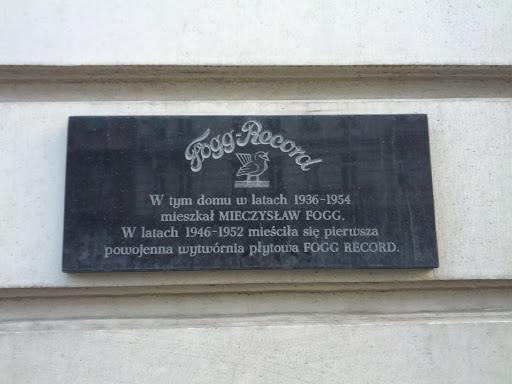 Fogg-Record
W tym domu w latach 1936-1954
mieszkał MIECZYSŁAW FOGG.
W latach 1946-1952 mieściła się pierwsza
powojenna wytwórnia płytowa FOGG RECORD.